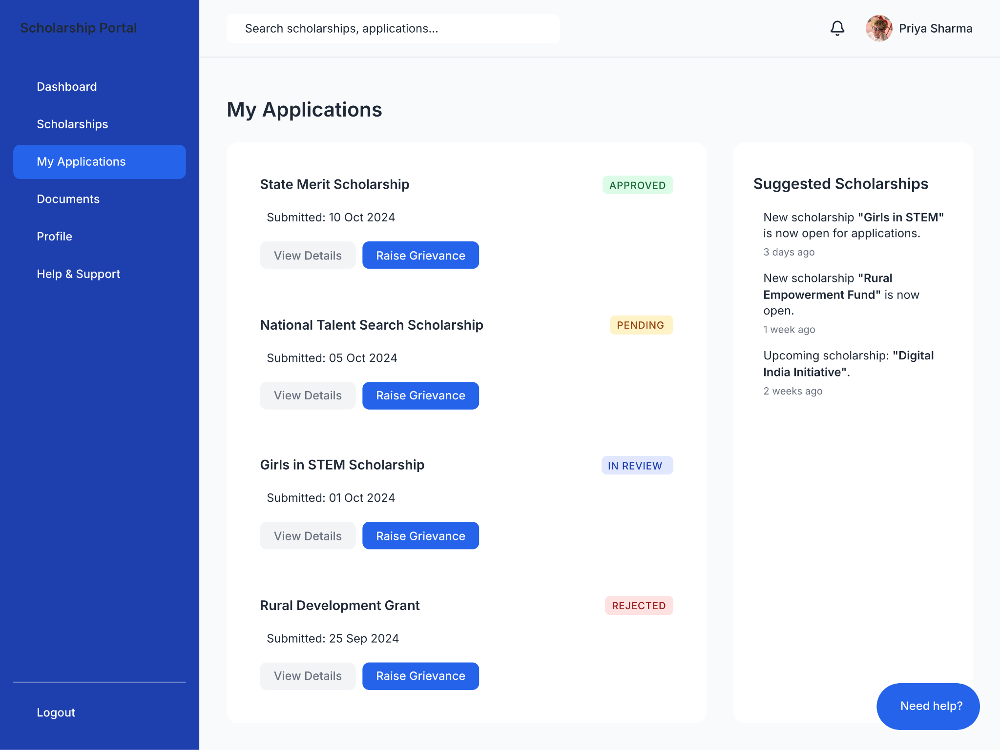 Scholarship Portal
Dashboard
Scholarships
My Applications
Documents
Profile
Help & Support
Logout
Search scholarships, applications...
Priya Sharma
My Applications
State Merit Scholarship
APPROVED
Submitted: 10 Oct 2024
View Details
Raise Grievance
National Talent Search Scholarship
PENDING
Submitted: 05 Oct 2024
View Details
Raise Grievance
Girls in STEM Scholarship
IN REVIEW
Submitted: 01 Oct 2024
View Details
Raise Grievance
Rural Development Grant
REJECTED
Submitted: 25 Sep 2024
View Details
Raise Grievance
Suggested Scholarships
New scholarship "Girls in STEM"
is now open for applications.
3 days ago
New scholarship "Rural
Empowerment Fund" is now
open.
1 week ago
Upcoming scholarship: "Digital
India Initiative".
2 weeks ago
Need help?